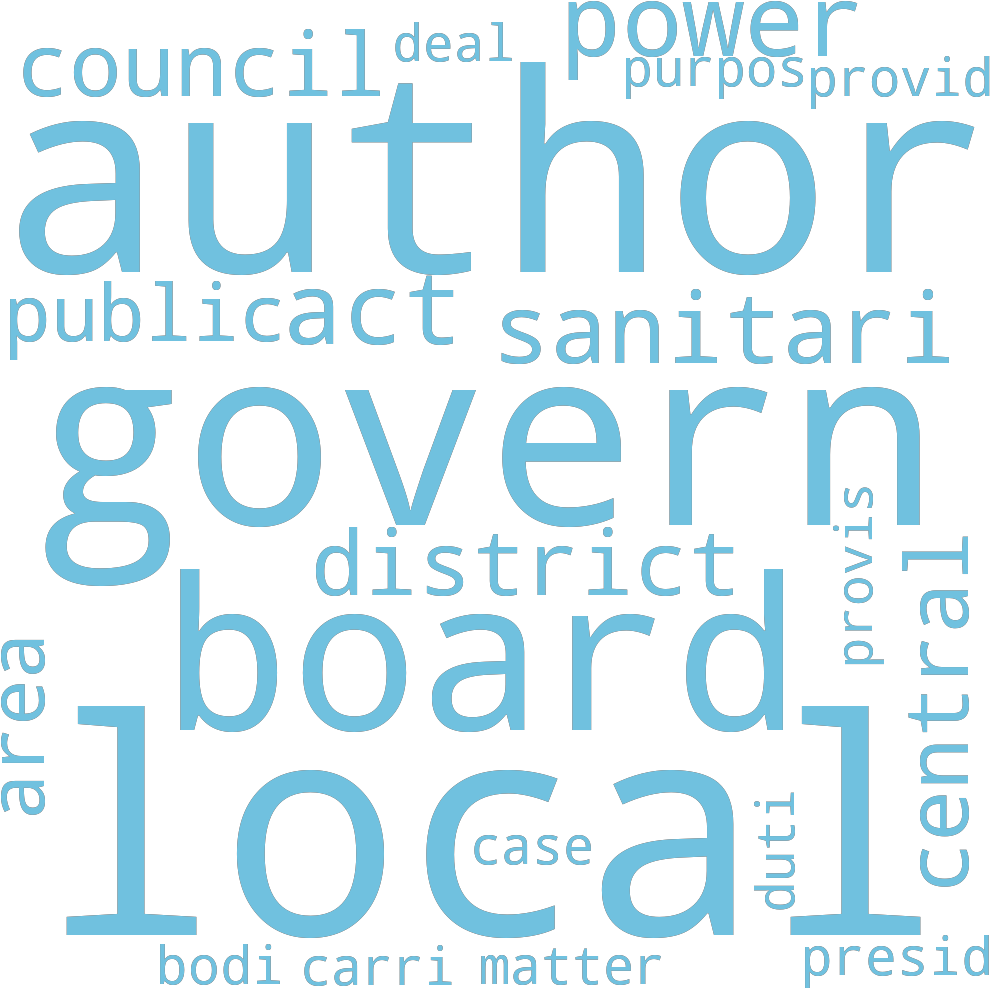 power
council
deal
purpos
provid
author
public
act
sanitari
govern
provis
district
central
board
area
local
case
duti
bodi
carri
matter
presid